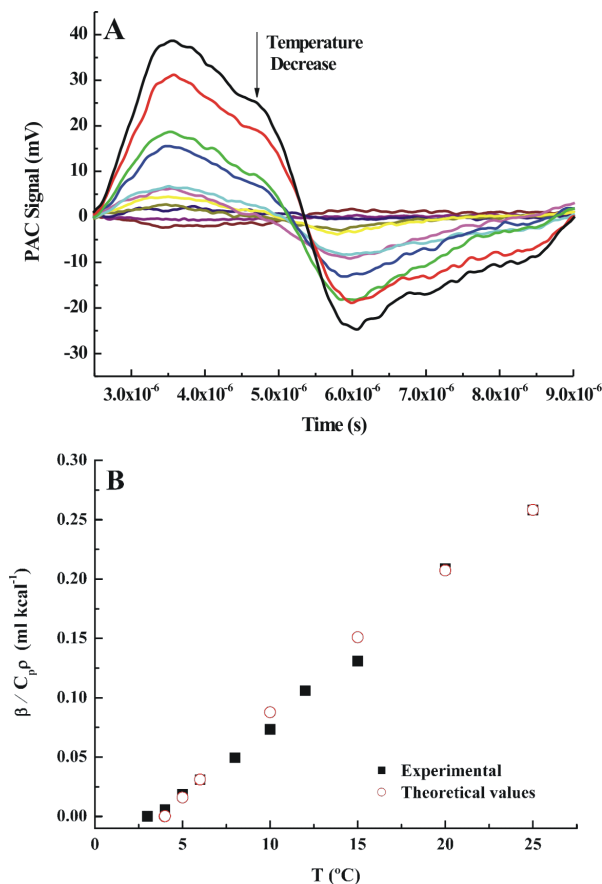 A
Temperature
Decrease
PAC Signal (mV)
40
30
20
10
0
-10
-20
-30
3.0x10⁻⁶ 4.0x10⁻⁶ 5.0x10⁻⁶ 6.0x10⁻⁶ 7.0x10⁻⁶ 8.0x10⁻⁶ 9.0x10⁻⁶
Time (s)
B
β / Cₚρ (ml kcal⁻¹)
0.30
0.25
0.20
0.15
0.10
0.05
0.00
Experimental
Theoretical values
0 5 10 15 20 25
T (ºC)